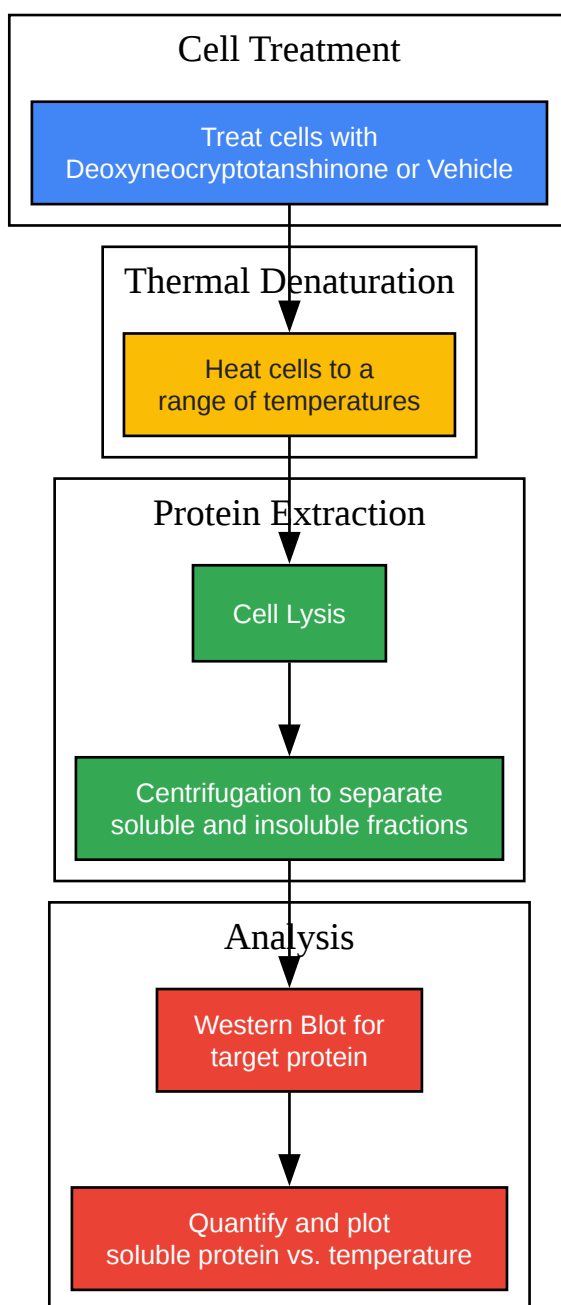 Cell Treatment
Treat cells with
Deoxyneocryptotanshinone or Vehicle
Thermal Denaturation
Heat cells to a
range of temperatures
Protein Extraction
Cell Lysis
Centrifugation to separate
soluble and insoluble fractions
Analysis
Western Blot for
target protein
Quantify and plot
soluble protein vs. temperature